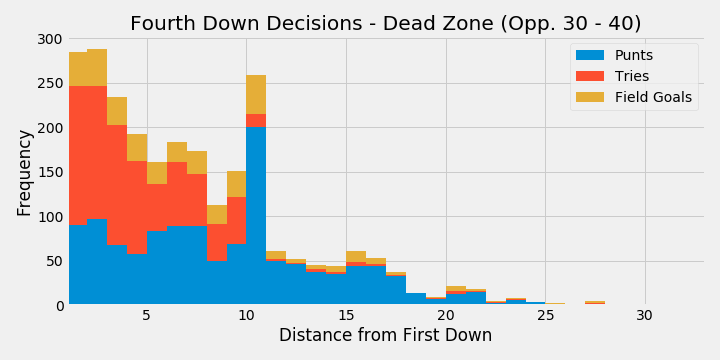 Fourth Down Decisions - Dead Zone (Opp. 30 - 40)
Punts
Tries
Field Goals
Frequency
300
250
200
150
100
50
0
5 10 15 20 25 30
Distance from First Down